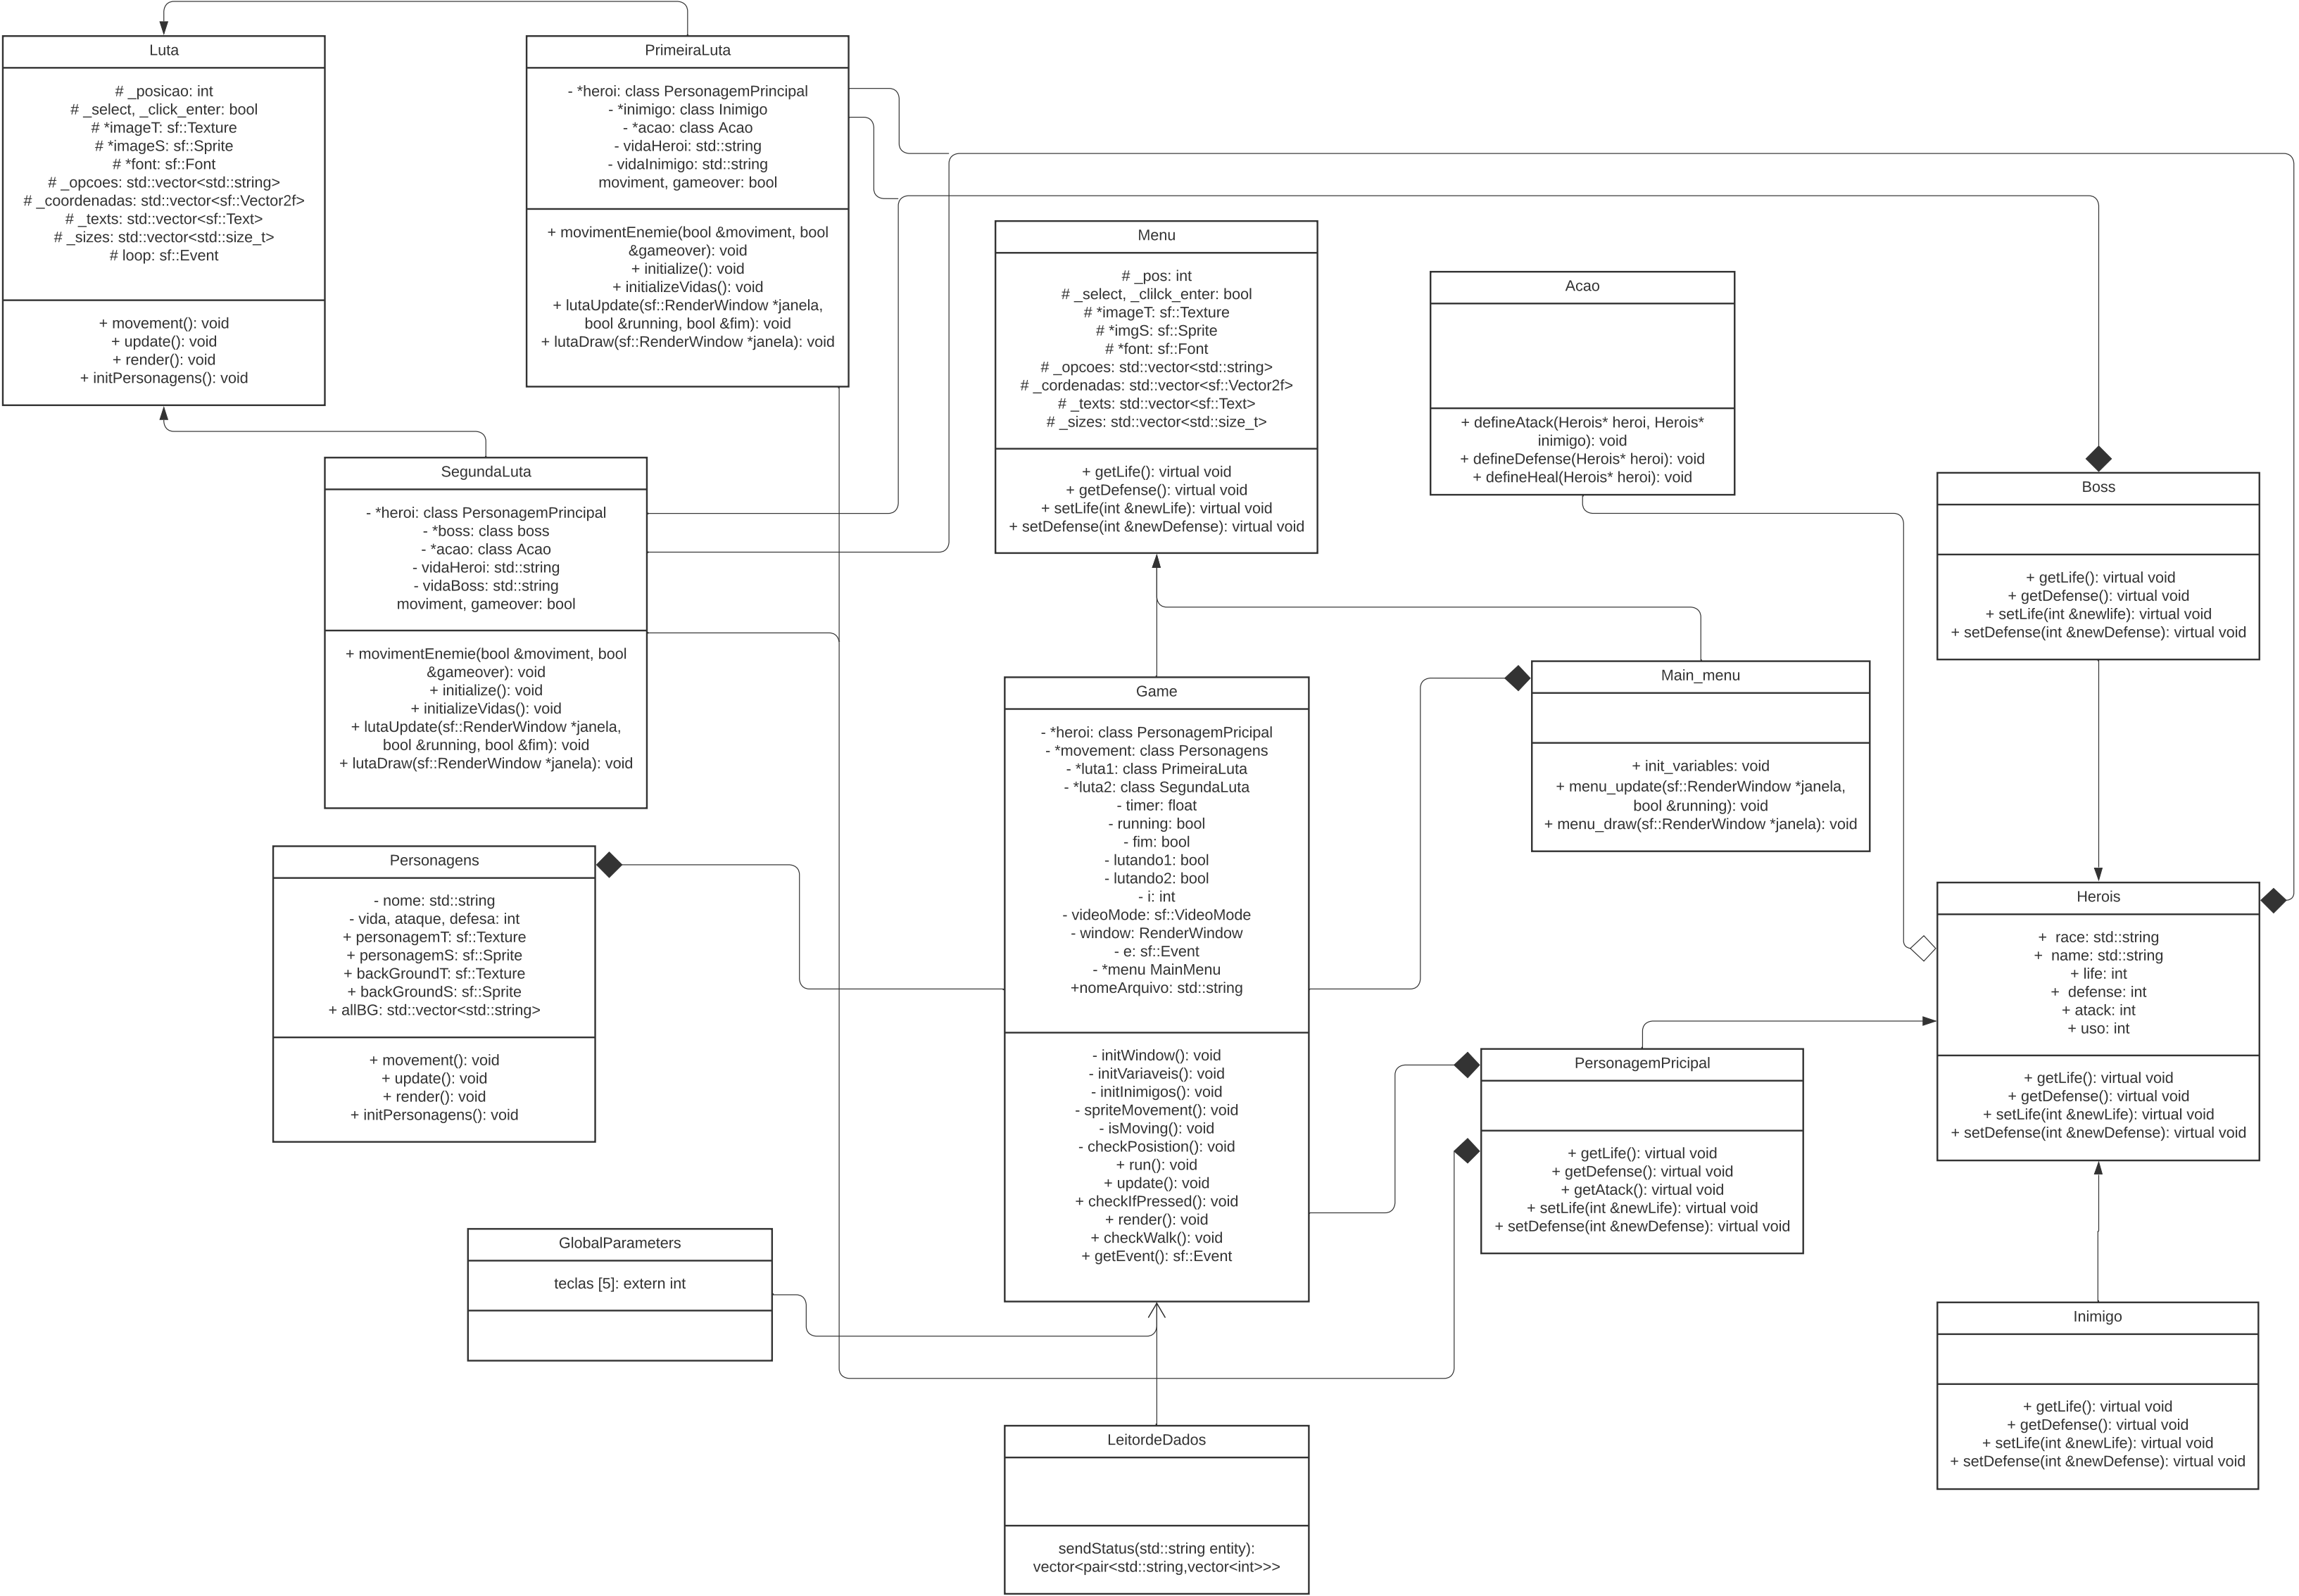 Luta
# _posicao: int
# _select, _click_enter: bool
# *imageT: sf::Texture
# *imageS: sf::Sprite
# *font: sf::Font
# _opcoes: std::vector<std::string>
# _coordenadas: std::vector<sf::Vector2f>
# _texts: std::vector<sf::Text>
# _sizes: std::vector<std::size_t>
# loop: sf::Event
+ movement(): void
+ update(): void
+ render(): void
+ initPersonagens(): void
PrimeiraLuta
- *heroi: class PersonagemPrincipal
- *inimigo: class Inimigo
- *acao: class Acao
- vidaHeroi: std::string
- vidaInimigo: std::string
moviment, gameover: bool
+ movimentEnemie(bool &moviment, bool
&gameover): void
+ initialize(): void
+ initializeVidas(): void
+ lutaUpdate(sf::RenderWindow *janela,
bool &running, bool &fim): void
+ lutaDraw(sf::RenderWindow *janela): void
Menu
# _pos: int
# _select, _clilck_enter: bool
# *imageT: sf::Texture
# *imgS: sf::Sprite
# *font: sf::Font
# _opcoes: std::vector<std::string>
# _cordenadas: std::vector<sf::Vector2f>
# _texts: std::vector<sf::Text>
# _sizes: std::vector<std::size_t>
+ getLife(): virtual void
+ getDefense(): virtual void
+ setLife(int &newLife): virtual void
+ setDefense(int &newDefense): virtual void
Acao
+ defineAtack(Herois* heroi, Herois*
inimigo): void
+ defineDefense(Herois* heroi): void
+ defineHeal(Herois* heroi): void
SegundaLuta
- *heroi: class PersonagemPrincipal
- *boss: class boss
- *acao: class Acao
- vidaHeroi: std::string
- vidaBoss: std::string
moviment, gameover: bool
+ movimentEnemie(bool &moviment, bool
&gameover): void
+ initialize(): void
+ initializeVidas(): void
+ lutaUpdate(sf::RenderWindow *janela,
bool &running, bool &fim): void
+ lutaDraw(sf::RenderWindow *janela): void
Boss
+ getLife(): virtual void
+ getDefense(): virtual void
+ setLife(int &newlife): virtual void
+ setDefense(int &newDefense): virtual void
Game
- *heroi: class PersonagemPricipal
- *movement: class Personagens
- *luta1: class PrimeiraLuta
- *luta2: class SegundaLuta
- timer: float
- running: bool
- fim: bool
- lutando1: bool
- lutando2: bool
- i: int
- videoMode: sf::VideoMode
- window: RenderWindow
- e: sf::Event
- *menu MainMenu
+nomeArquivo: std::string
- initWindow(): void
- initVariaveis(): void
- initInimigos(): void
- spriteMovement(): void
- isMoving(): void
- checkPosistion(): void
+ run(): void
+ update(): void
+ checkIfPressed(): void
+ render(): void
+ checkWalk(): void
+ getEvent(): sf::Event
Main_menu
+ init_variables: void
+ menu_update(sf::RenderWindow *janela,
bool &running): void
+ menu_draw(sf::RenderWindow *janela): void
Personagens
- nome: std::string
- vida, ataque, defesa: int
+ personagemT: sf::Texture
+ personagemS: sf::Sprite
+ backGroundT: sf::Texture
+ backGroundS: sf::Sprite
+ allBG: std::vector<std::string>
+ movement(): void
+ update(): void
+ render(): void
+ initPersonagens(): void
Herois
+  race: std::string
+  name: std::string
+ life: int
+  defense: int
+ atack: int
+ uso: int
+ getLife(): virtual void
+ getDefense(): virtual void
+ setLife(int &newLife): virtual void
+ setDefense(int &newDefense): virtual void
PersonagemPricipal
+ getLife(): virtual void
+ getDefense(): virtual void
+ getAtack(): virtual void
+ setLife(int &newLife): virtual void
+ setDefense(int &newDefense): virtual void
GlobalParameters
teclas [5]: extern int
Inimigo
+ getLife(): virtual void
+ getDefense(): virtual void
+ setLife(int &newLife): virtual void
+ setDefense(int &newDefense): virtual void
LeitordeDados
sendStatus(std::string entity):
vector<pair<std::string,vector<int>>>